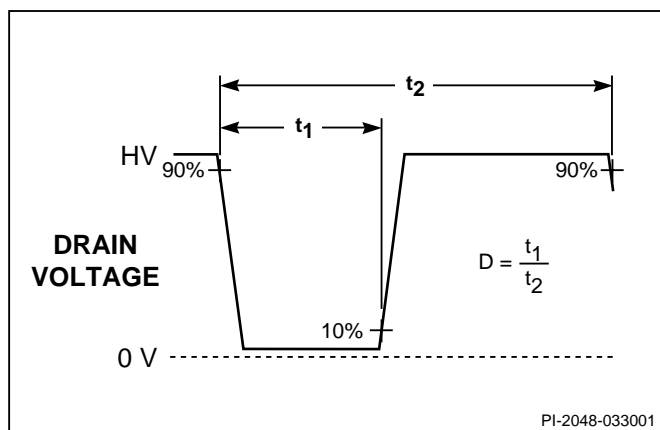 t2
t1
HV
90%
90%
DRAIN
VOLTAGE
D = t1
t2
10%
0 V
PI-2048-033001